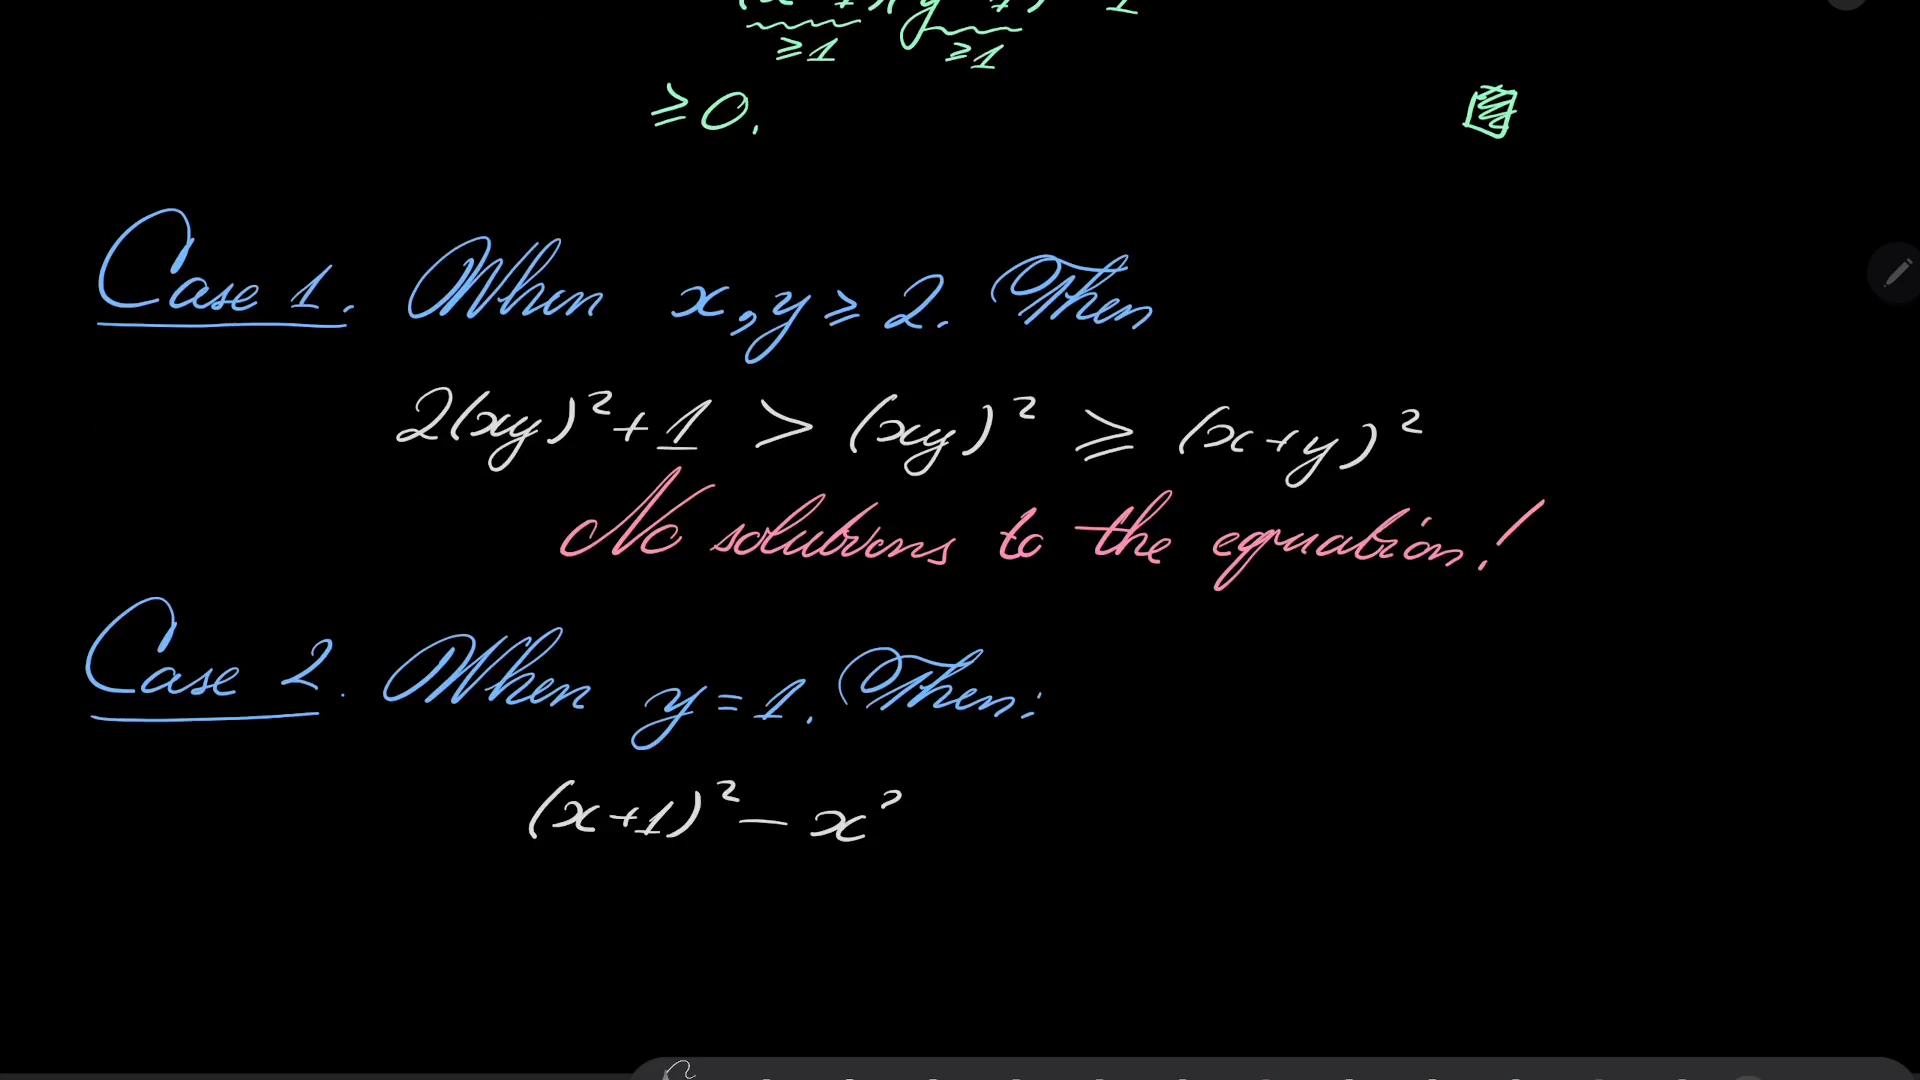 ≥1 ≥1
≥0.
Case 1. When x,y ≥ 2. Then
2(xy)²+1 > (xy)² ≥ (x+y)²
No solutions to the equation!
Case 2. When y=1. Then:
(x+1)² − x²